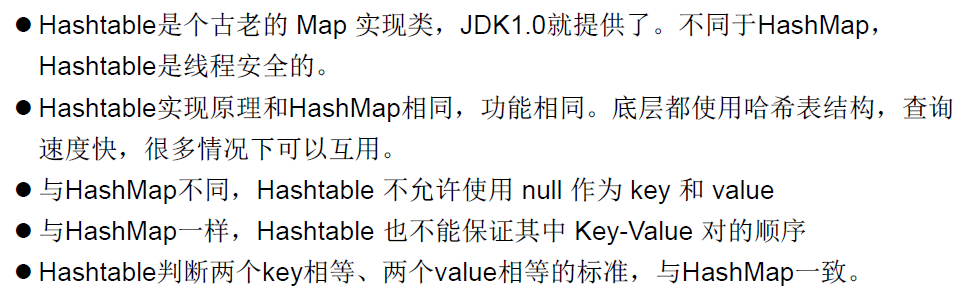 ● Hashtable是个古老的 Map 实现类，JDK1.0就提供了。不同于HashMap，
Hashtable是线程安全的。
● Hashtable实现原理和HashMap相同，功能相同。底层都使用哈希表结构，查询
速度快，很多情况下可以互用。
● 与HashMap不同，Hashtable 不允许使用 null 作为 key 和 value
● 与HashMap一样，Hashtable 也不能保证其中 Key-Value 对的顺序
● Hashtable判断两个key相等、两个value相等的标准，与HashMap一致。